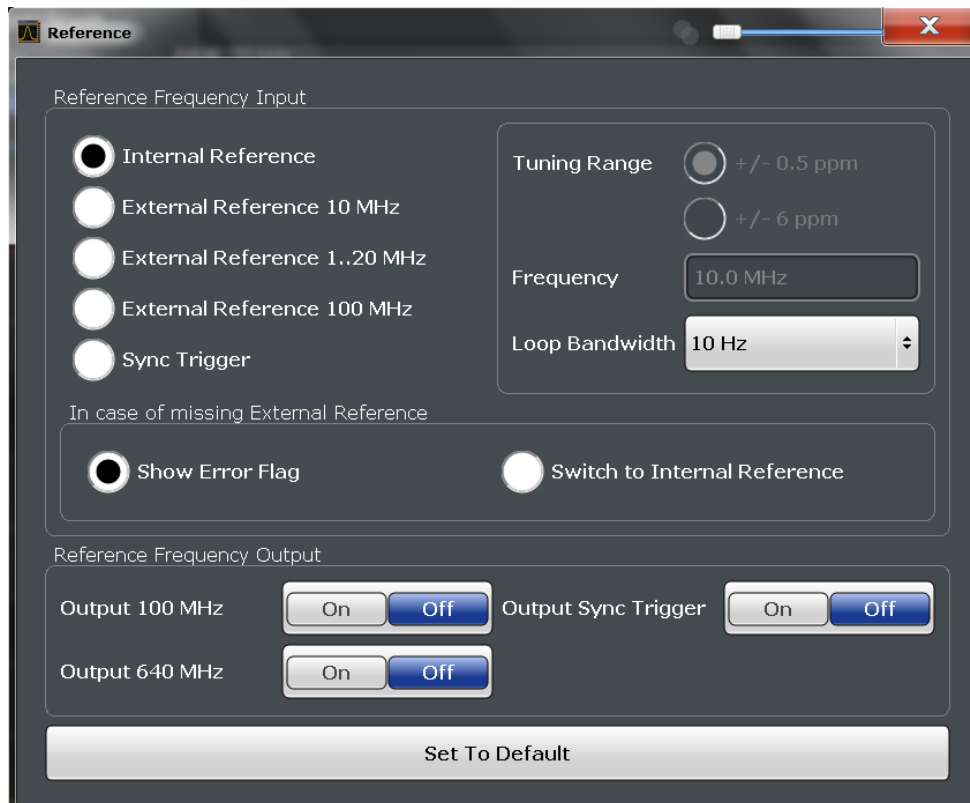 Reference
Reference Frequency Input
Internal Reference
External Reference 10 MHz
External Reference 1..20 MHz
External Reference 100 MHz
Sync Trigger
Tuning Range
+/- 0.5 ppm
+/- 6 ppm
Frequency
10.0 MHz
Loop Bandwidth
10 Hz
In case of missing External Reference
Show Error Flag
Switch to Internal Reference
Reference Frequency Output
Output 100 MHz
On
Off
Output Sync Trigger
On
Off
Output 640 MHz
On
Off
Set To Default